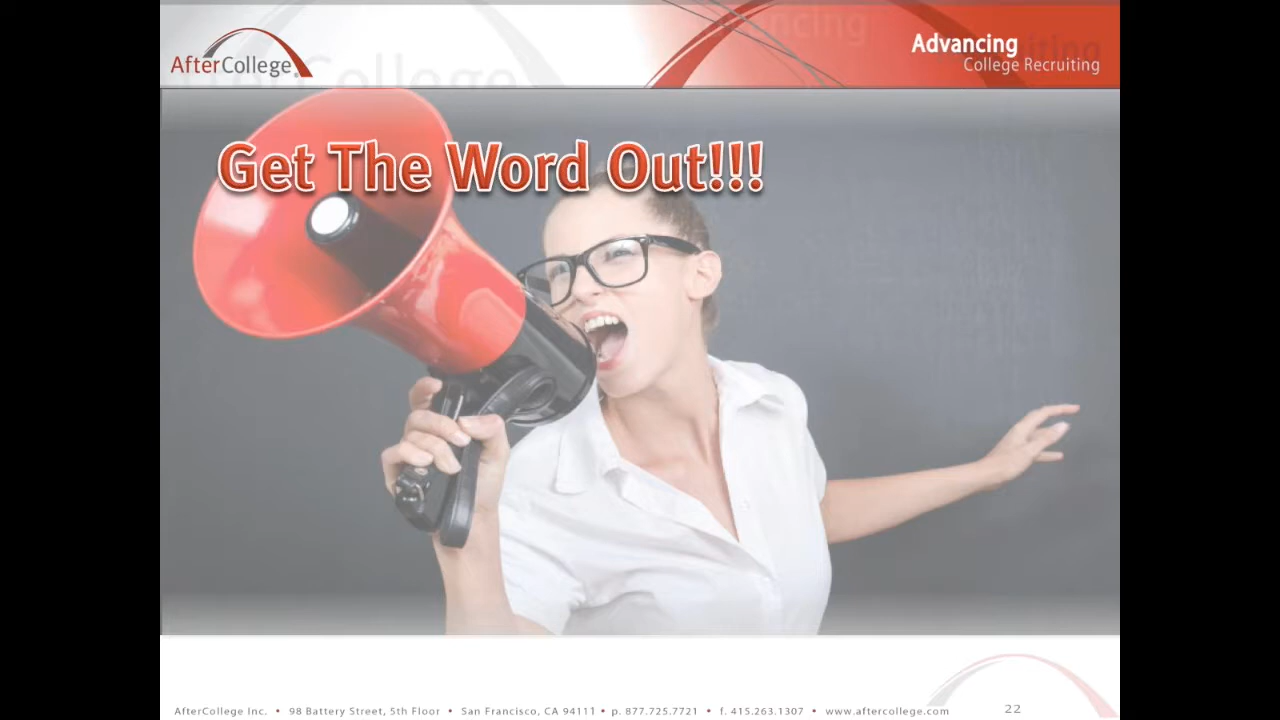 AfterCollege
Advancing
College Recruiting
Get The Word Out!!!
AfterCollege Inc. • 98 Battery Street, 5th Floor • San Francisco, CA 94111 • p. 877.725.7721 • f. 415.263.1307 • www.aftercollege.com
22